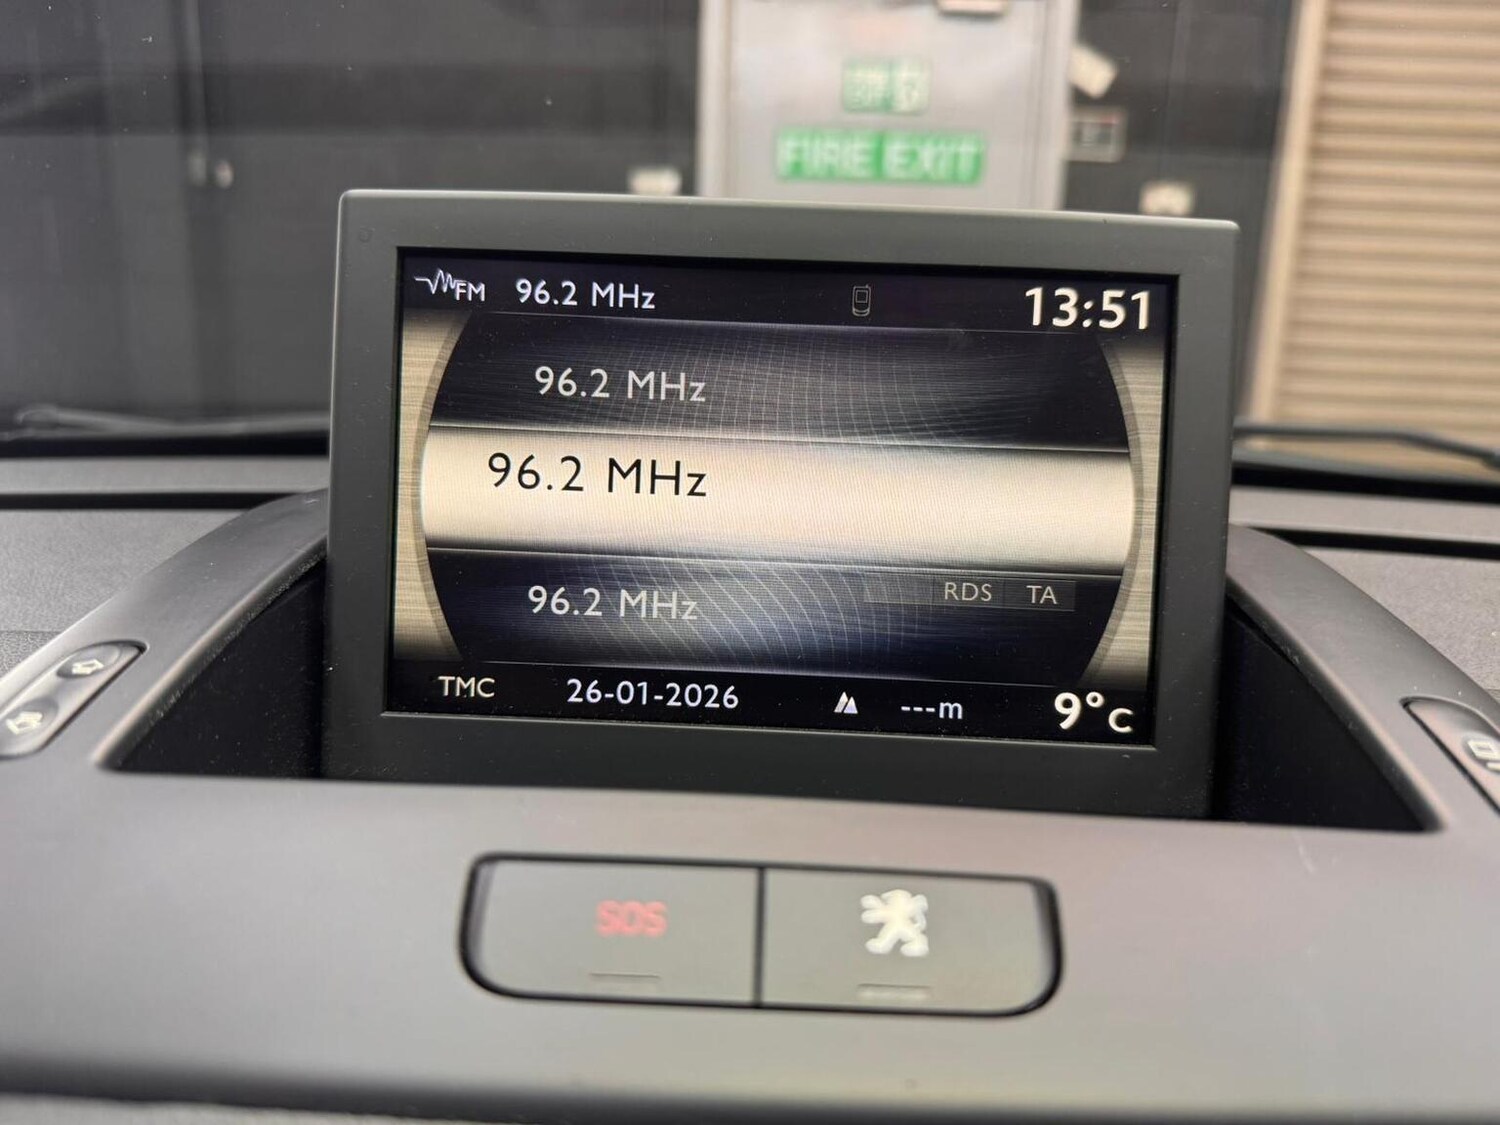 FIRE EXIT
FM 96.2 MHz 13:51
96.2 MHz
96.2 MHz
96.2 MHz RDS TA
TMC 26-01-2026 ---m 9°C
SOS